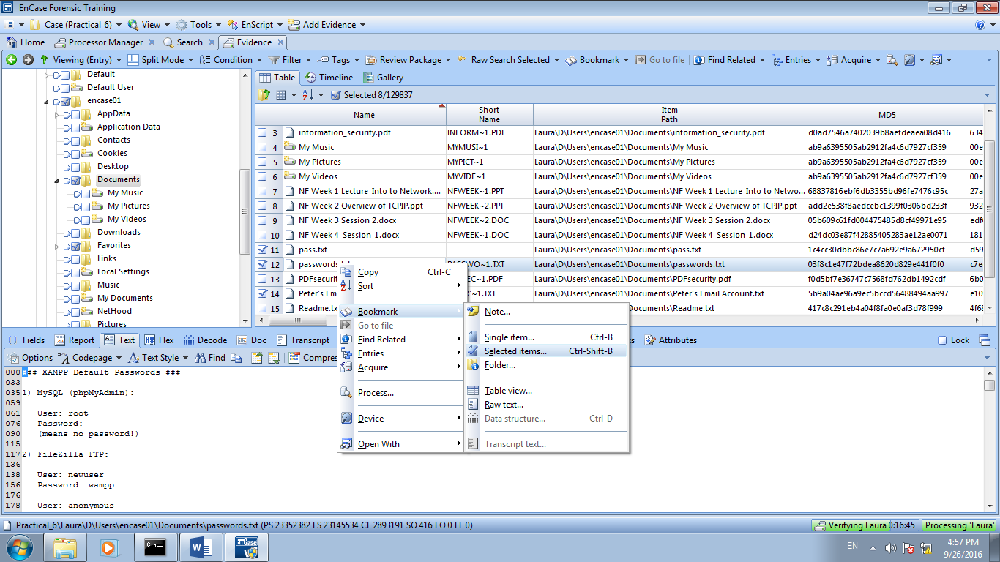 EnCase Forensic Training
Case (Practical_6) View Tools EnScript Add Evidence
Home Processor Manager Search Evidence
Viewing (Entry) Split Mode Condition Filter Tags Review Package Raw Search Selected Bookmark Go to file Find Related Entries Acquire
Default
Default User
encase01
AppData
Application Data
Contacts
Cookies
Desktop
Documents
My Music
My Pictures
My Videos
Downloads
Favorites
Links
Local Settings
Music
My Documents
NetHood
Pictures
Table Timeline Gallery
Selected 8/129837
Name Short Name Item Path MD5
3 information_security.pdf INFORM~1.PDF Laura\D\Users\encase01\Documents\information_security.pdf d0ad7546a7402039b8aefdeaea08d416 634
4 My Music MYMUSI~1 Laura\D\Users\encase01\Documents\My Music ab9a6395505ab2912fa4c6d7927cf359 00e
5 My Pictures MYPICT~1 Laura\D\Users\encase01\Documents\My Pictures ab9a6395505ab2912fa4c6d7927cf359 00e
6 My Videos MYVIDE~1 Laura\D\Users\encase01\Documents\My Videos ab9a6395505ab2912fa4c6d7927cf359 00e
7 NF Week 1 Lecture_Into to Network.... NFWEEK~1.PPT Laura\D\Users\encase01\Documents\NF Week 1 Lecture_Into to Netwo... 68837816ebf6db3355bd96fe7476c95c 27a
8 NF Week 2 Overview of TCPIP.ppt NFWEEK~2.PPT Laura\D\Users\encase01\Documents\NF Week 2 Overview of TCPIP.ppt add2e538f8aedcebc1399f0306bd233f 932
9 NF Week 3 Session 2.docx NFWEEK~2.DOC Laura\D\Users\encase01\Documents\NF Week 3 Session 2.docx 05b609c61fd004475485d8cf49971e95 edf
10 NF Week 4_Session_1.docx NFWEEK~1.DOC Laura\D\Users\encase01\Documents\NF Week 4_Session_1.docx d24dc03e87f42885405283ae12ae0071 181
11 pass.txt Laura\D\Users\encase01\Documents\pass.txt 1c4cc30dbbc86e7c7a692e9a672950cf d59
12 passwords.txt PASSWO~1.TXT Laura\D\Users\encase01\Documents\passwords.txt 03f8c1e47f72bdea8620d829e441f0f0 c7e
13 PDFsecurit EC~1.PDF Laura\D\Users\encase01\Documents\PDFsecurity.pdf f0d5bf7e36747c7568fd762db1492cdf 6b0
14 Peter's Ema ~1.TXT Laura\D\Users\encase01\Documents\Peter's Email Account.txt 5b9a04ae96a9ec5bccd56488494aa997 e10
15 Readme.tx Documents\Readme.txt 417c8c291eb4a04f8fa0e0af3d78f999 4f68
Copy Ctrl-C
Sort
Bookmark
Go to file
Find Related
Entries
Acquire
Process...
Device
Open With
Note...
Single item... Ctrl-B
Selected items... Ctrl-Shift-B
Folder...
Table view...
Raw text...
Data structure... Ctrl-D
Transcript text...
Fields Report Text Hex Decode Doc Transcript Attributes Lock
Options Codepage Text Style Find Compres
000 ### XAMPP Default Passwords ###
033
035 1) MySQL (phpMyAdmin):
059
061 User: root
076 Password:
090 (means no password!)
115
117 2) FileZilla FTP:
136
138 User: newuser
156 Password: wampp
176
178 User: anonymous
Practical_6\Laura\D\Users\encase01\Documents\passwords.txt (PS 23352382 LS 23145534 CL 2893191 SO 416 FO 0 LE 0) Verifying Laura 0:16:45 Processing 'Laura'
EN 4:57 PM
9/26/2016